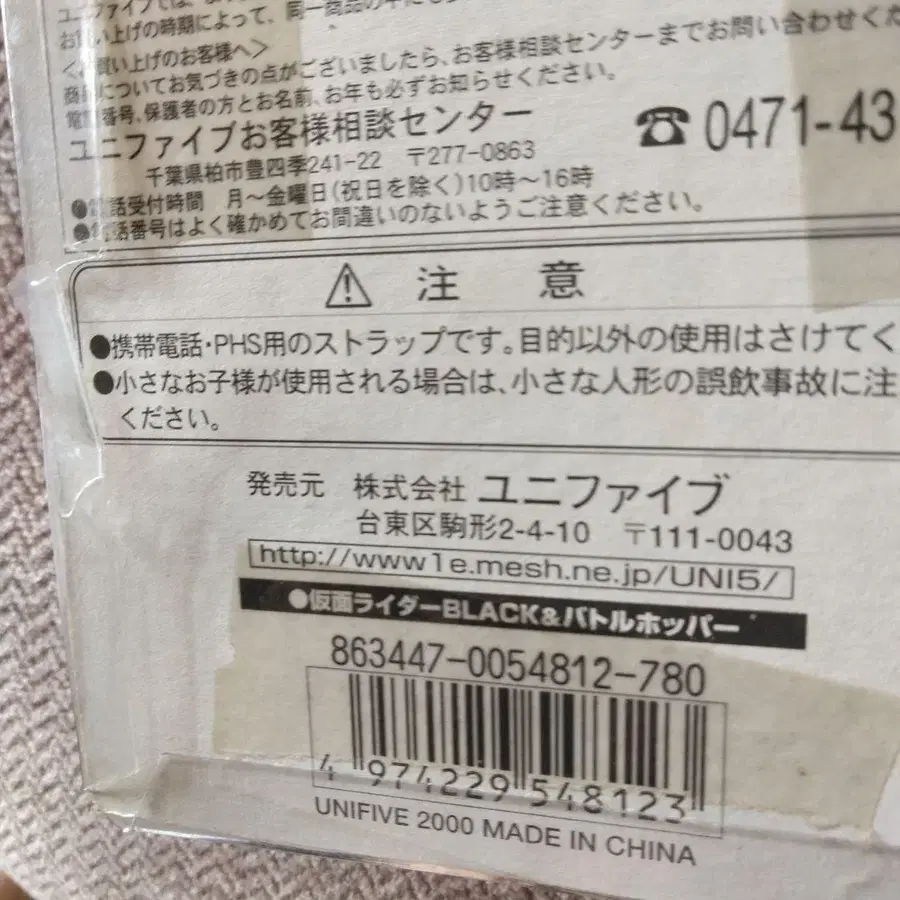 ユニファイブでは、
お買い上げの時期によって、同一商品の中にも
＜お買い上げのお客様へ＞
商品についてお気づきの点がございましたら、お客様相談センターまでお問い合わせくだ
電話番号、保護者の方とお名前、お年も必ずお知らせください。
ユニファイブお客様相談センター ☎0471-43
千葉県柏市豊四季241-22 〒277-0863
●電話受付時間 月～金曜日(祝日を除く)10時～16時
●電話番号はよく確かめてお間違いのないようご注意ください。
⚠ 注 意
●携帯電話・PHS用のストラップです。目的以外の使用はさけてく
●小さなお子様が使用される場合は、小さな人形の誤飲事故に注
ください。
発売元 株式会社 ユニファイブ
台東区駒形2-4-10 〒111-0043
http://www1e.mesh.ne.jp/UNI5/
●仮面ライダーBLACK&バトルホッパー
863447-0054812-780
4 974229 548123
UNIFIVE 2000 MADE IN CHINA